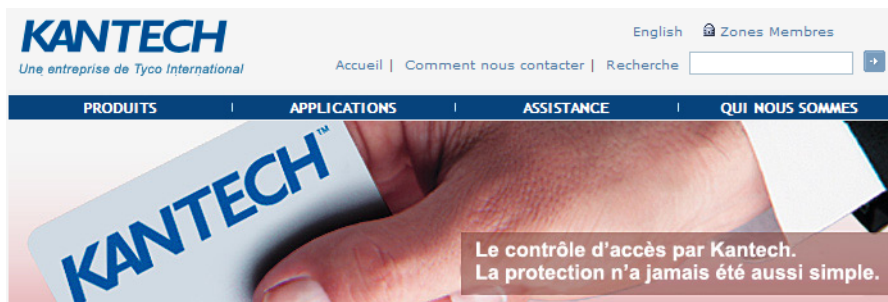 KANTECH
Une entreprise de Tyco International
English Zones Membres
Accueil | Comment nous contacter | Recherche
PRODUITS | APPLICATIONS | ASSISTANCE | QUI NOUS SOMMES
KANTECH™
Le contrôle d'accès par Kantech.
La protection n'a jamais été aussi simple.